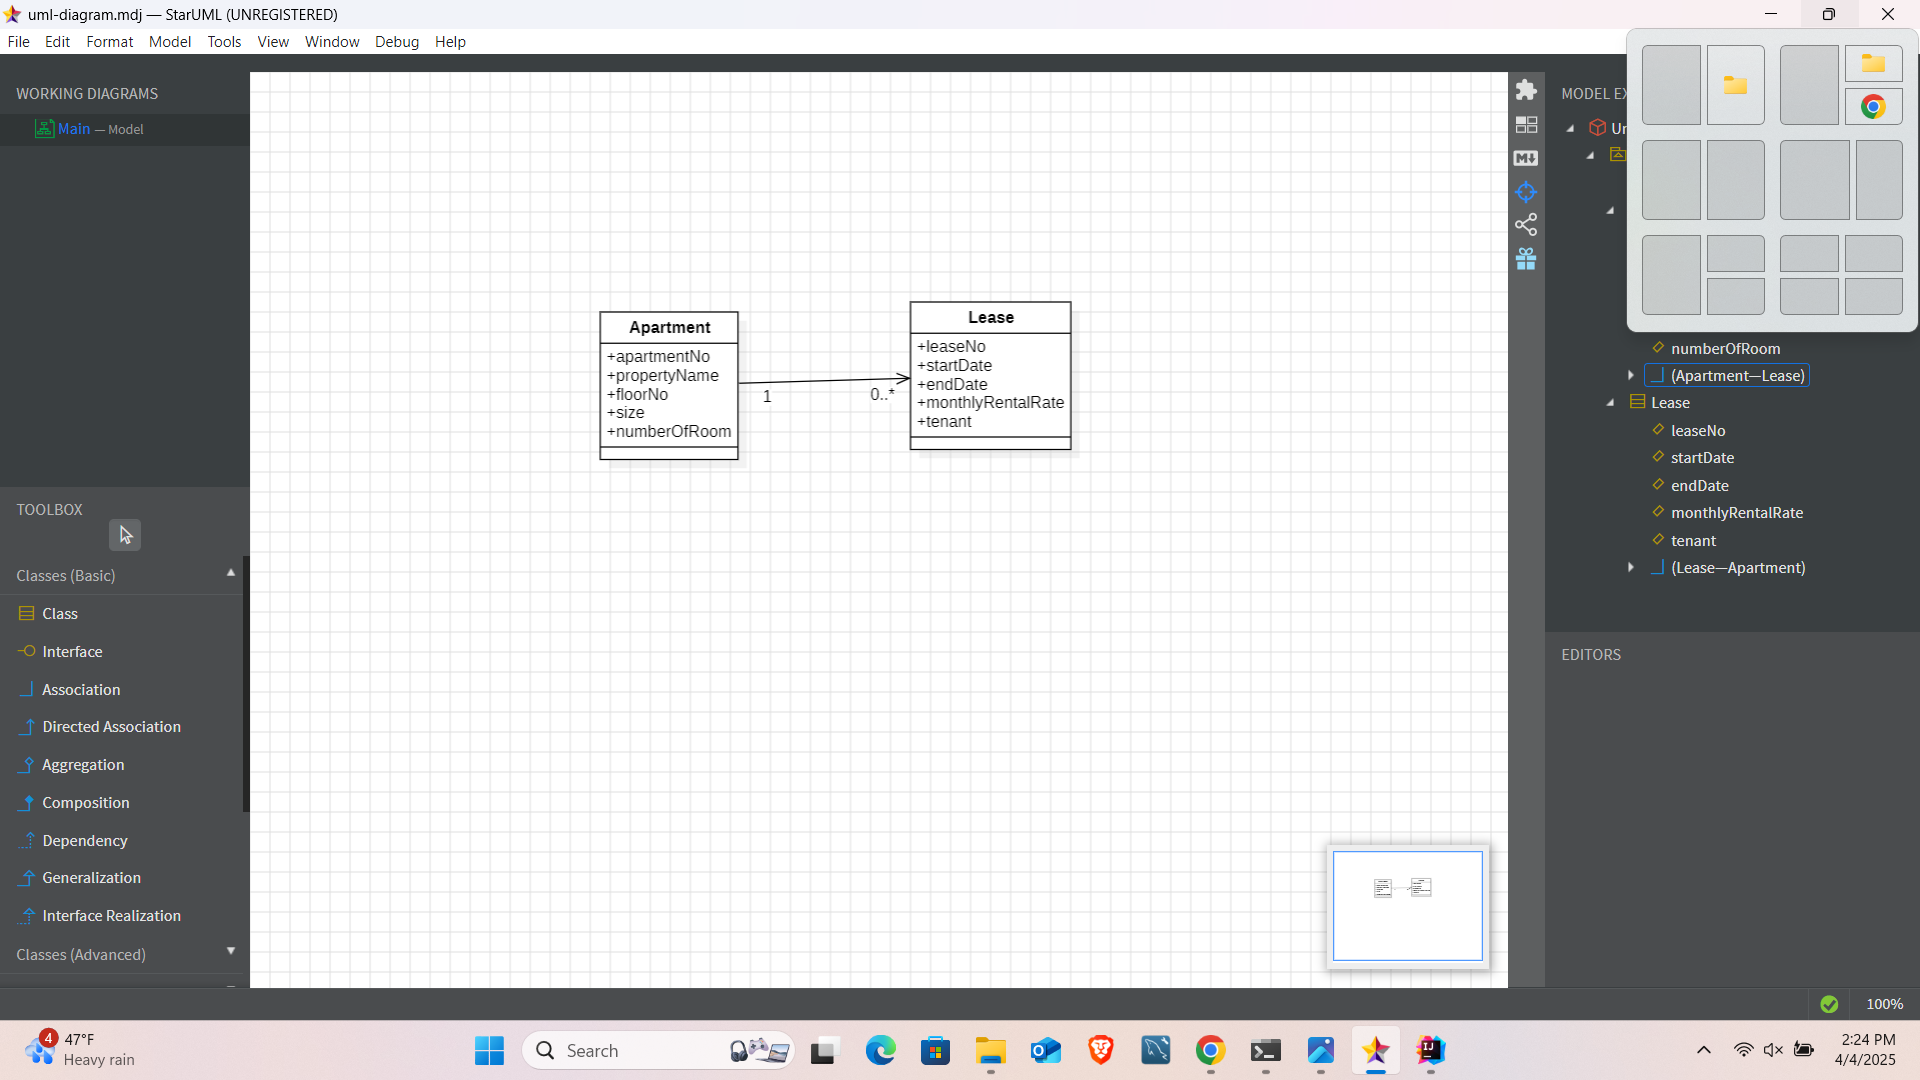 uml-diagram.mdj — StarUML (UNREGISTERED)
File Edit Format Model Tools View Window Debug Help
WORKING DIAGRAMS
Main — Model
TOOLBOX
Classes (Basic)
Class
Interface
Association
Directed Association
Aggregation
Composition
Dependency
Generalization
Interface Realization
Classes (Advanced)
Apartment
+apartmentNo
+propertyName
+floorNo
+size
+numberOfRoom
1
0..*
Lease
+leaseNo
+startDate
+endDate
+monthlyRentalRate
+tenant
MODEL EX
numberOfRoom
(Apartment—Lease)
Lease
leaseNo
startDate
endDate
monthlyRentalRate
tenant
(Lease—Apartment)
EDITORS
100%
4
47°F
Heavy rain
Search
2:24 PM
4/4/2025